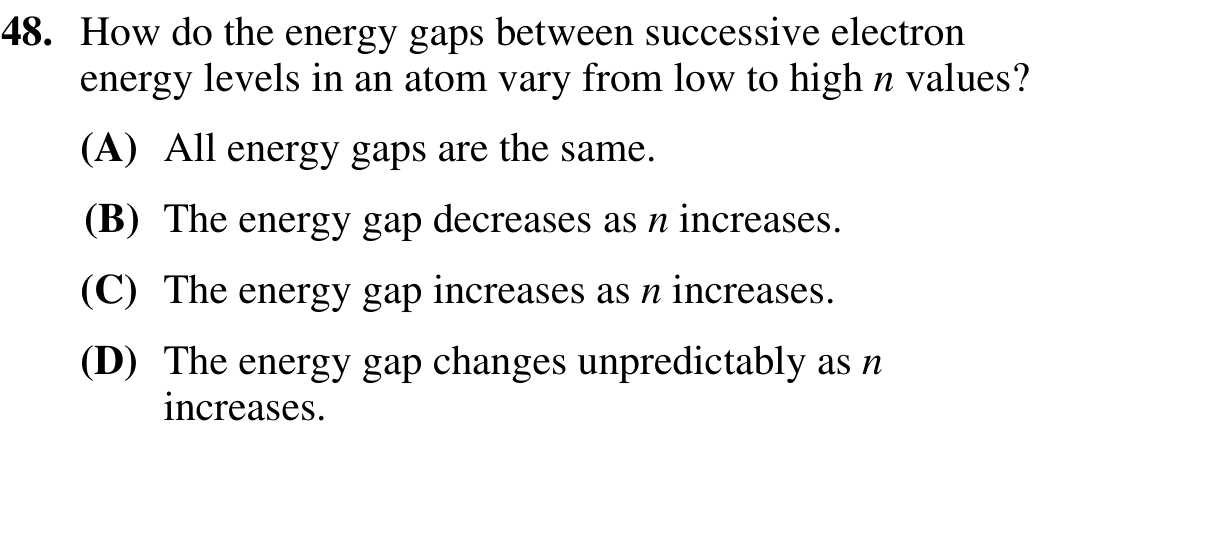 48. How do the energy gaps between successive electron
energy levels in an atom vary from low to high n values?
(A) All energy gaps are the same.
(B) The energy gap decreases as n increases.
(C) The energy gap increases as n increases.
(D) The energy gap changes unpredictably as n
increases.